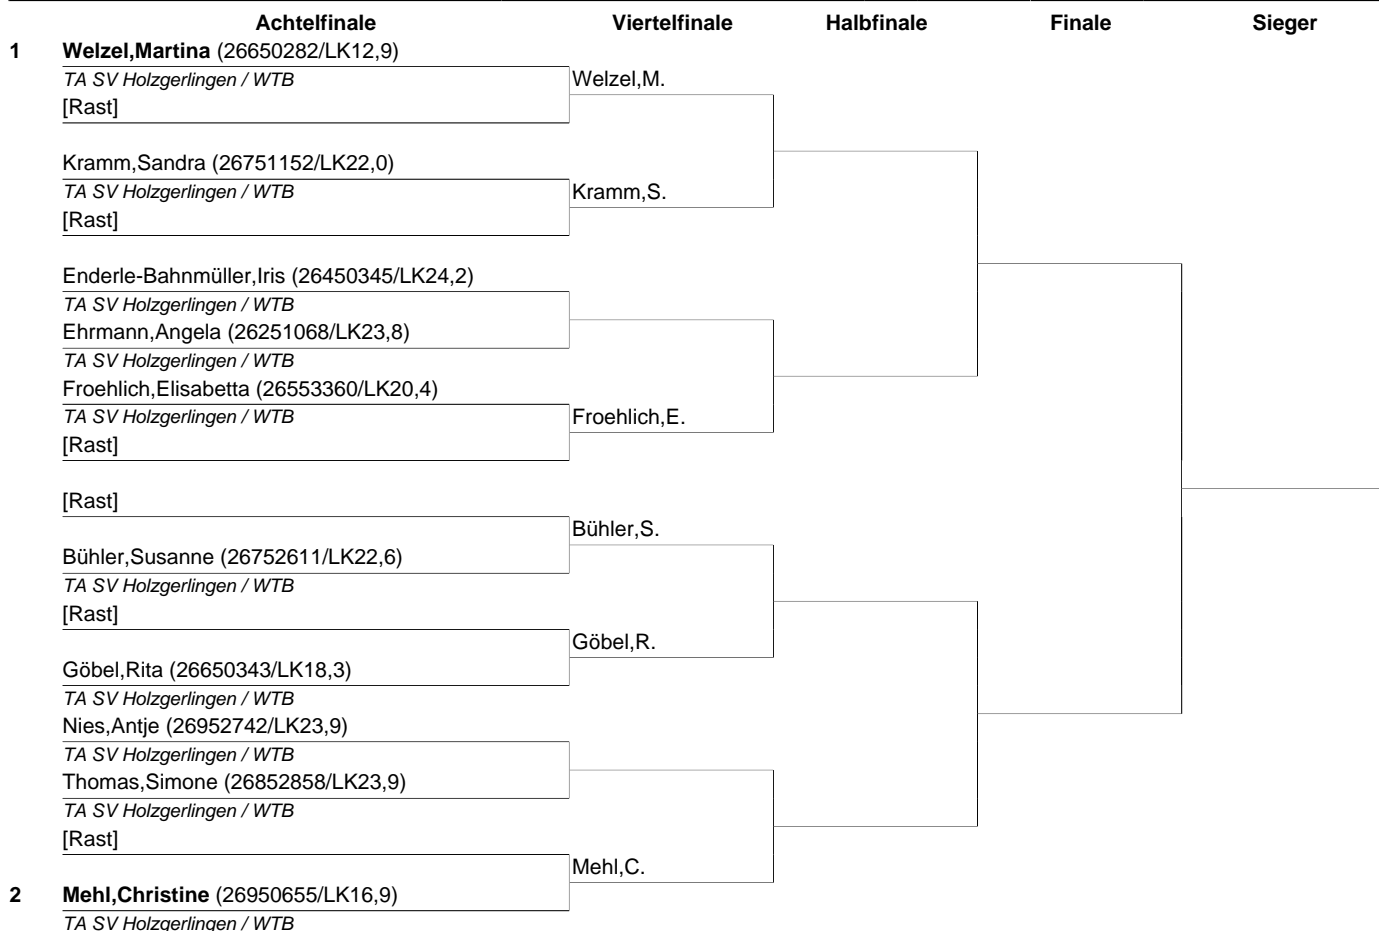 Achtelfinale Viertelfinale Halbfinale Finale Sieger
1 Welzel,Martina (26650282/LK12,9)
TA SV Holzgerlingen / WTB Welzel,M.
[Rast]
Kramm,Sandra (26751152/LK22,0)
TA SV Holzgerlingen / WTB Kramm,S.
[Rast]
Enderle-Bahnmüller,Iris (26450345/LK24,2)
TA SV Holzgerlingen / WTB
Ehrmann,Angela (26251068/LK23,8)
TA SV Holzgerlingen / WTB
Froehlich,Elisabetta (26553360/LK20,4)
TA SV Holzgerlingen / WTB Froehlich,E.
[Rast]
[Rast]
Bühler,S.
Bühler,Susanne (26752611/LK22,6)
TA SV Holzgerlingen / WTB
[Rast]
Göbel,R.
Göbel,Rita (26650343/LK18,3)
TA SV Holzgerlingen / WTB
Nies,Antje (26952742/LK23,9)
TA SV Holzgerlingen / WTB
Thomas,Simone (26852858/LK23,9)
TA SV Holzgerlingen / WTB
[Rast]
Mehl,C.
2 Mehl,Christine (26950655/LK16,9)
TA SV Holzgerlingen / WTB